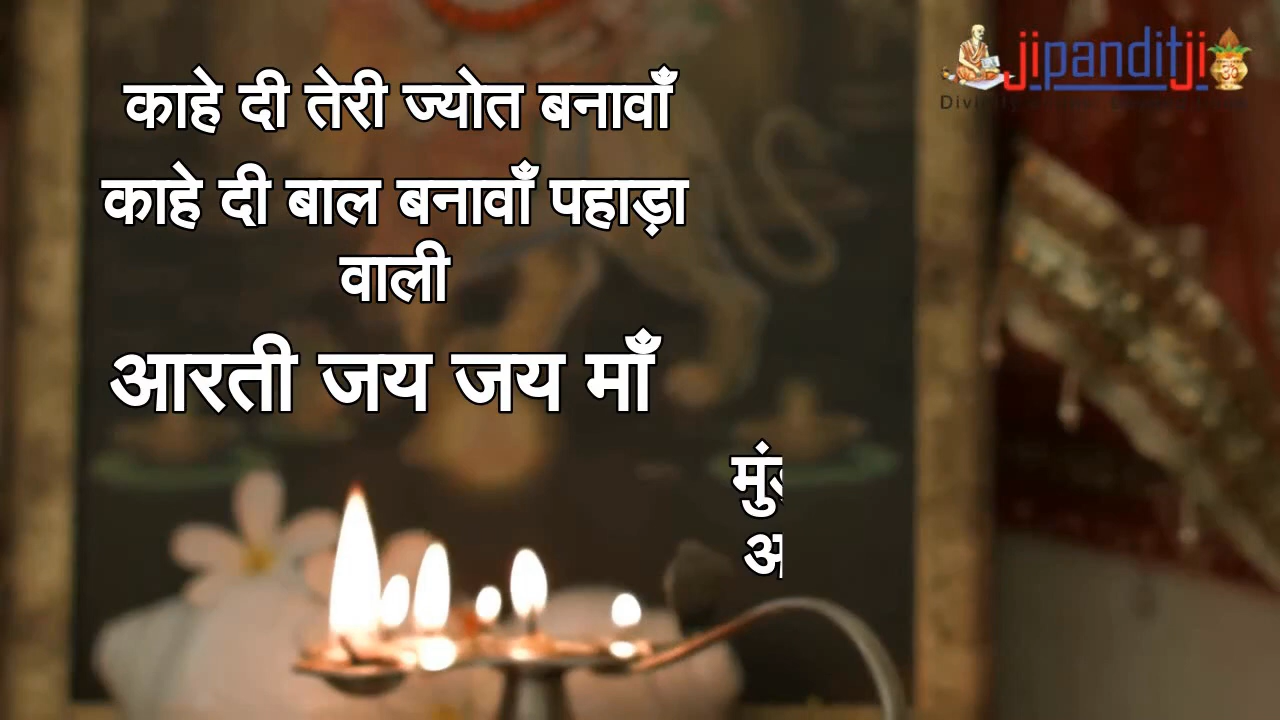 jipanditji
काहे दी तेरी ज्योत बनावाँ
काहे दी बाल बनावाँ पहाड़ा
वाली
आरती जय जय माँ